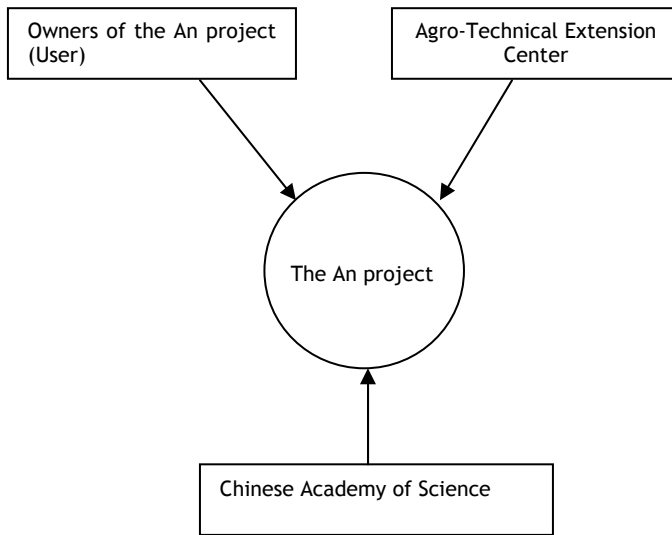 Owners of the An project
(User)
Agro-Technical Extension
Center
The An project
Chinese Academy of Science